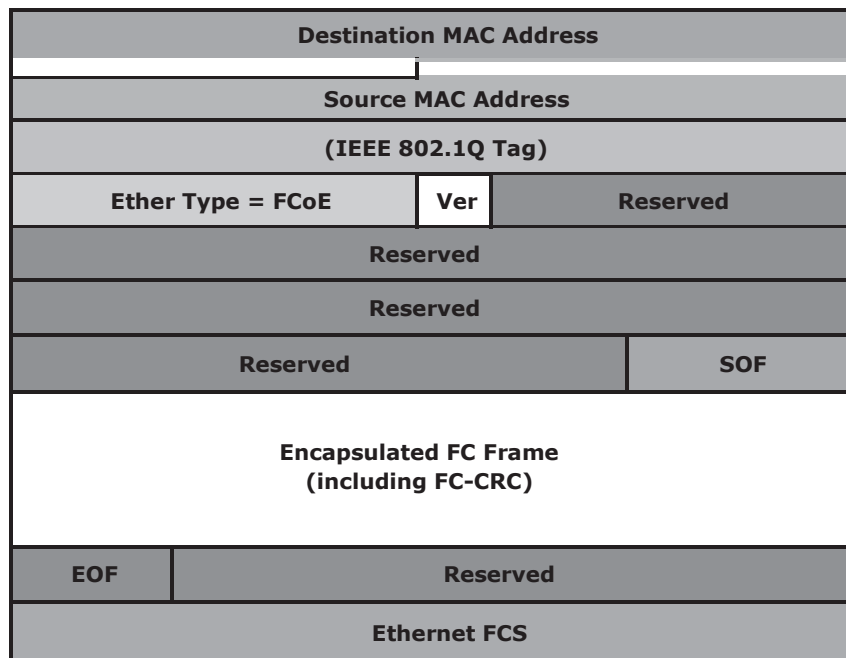 Destination MAC Address
Source MAC Address
(IEEE 802.1Q Tag)
Ether Type = FCoE Ver Reserved
Reserved
Reserved
Reserved SOF
Encapsulated FC Frame
(including FC-CRC)
EOF Reserved
Ethernet FCS